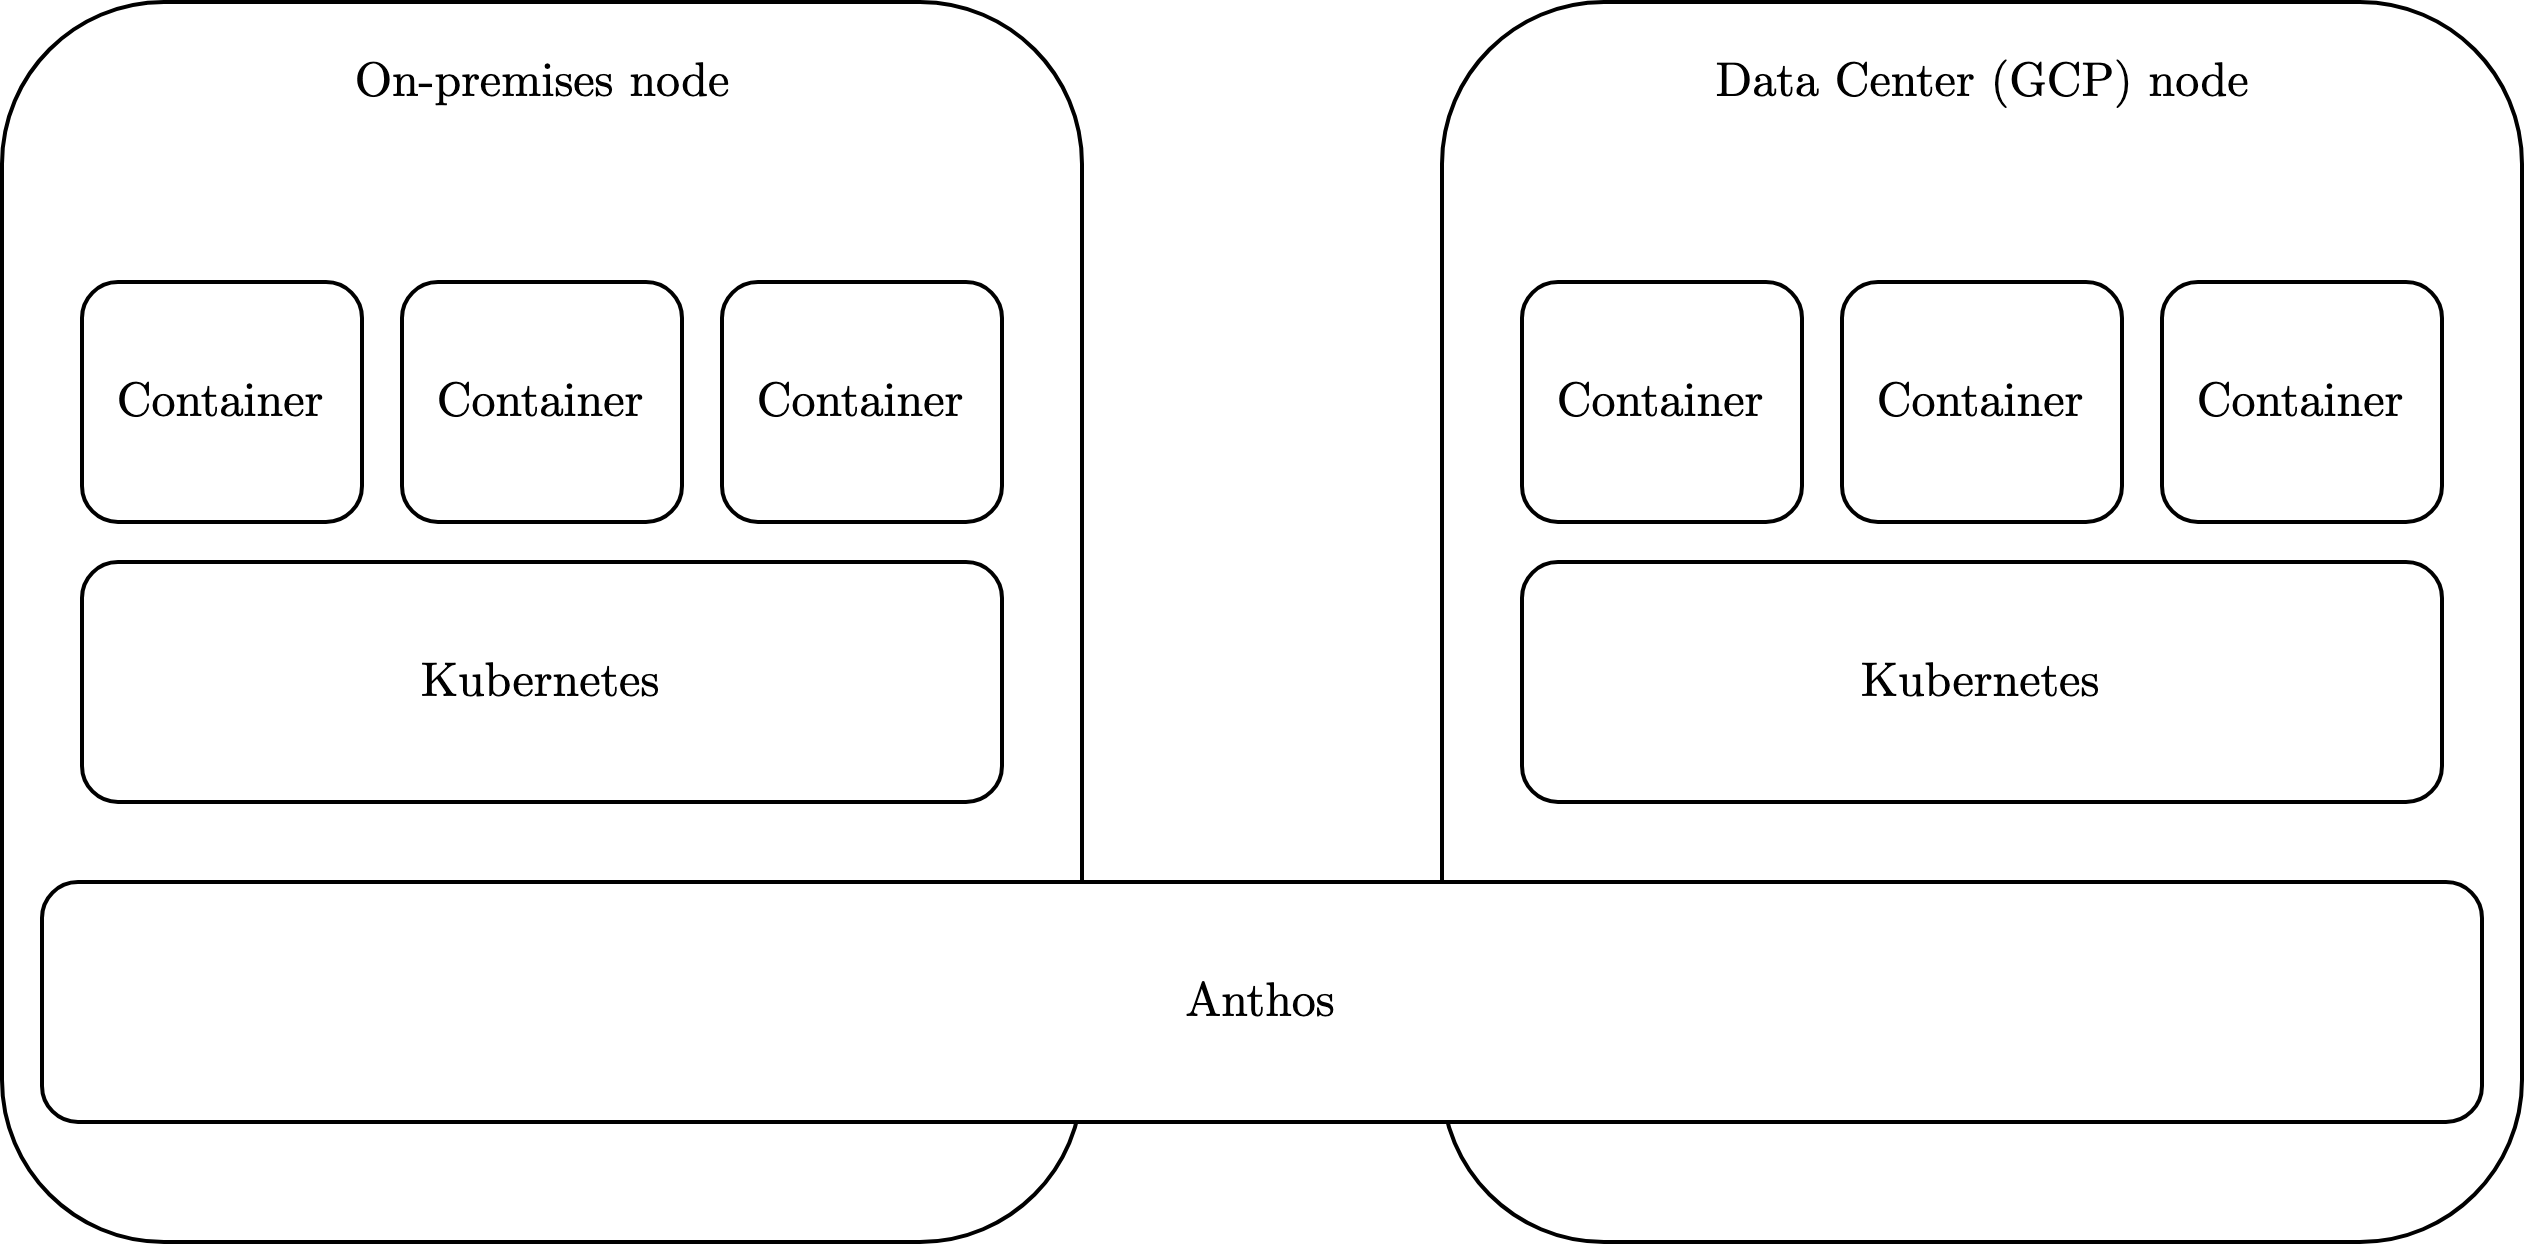 On-premises node
Data Center (GCP) node
Container Container Container
Container Container Container
Kubernetes
Kubernetes
Anthos